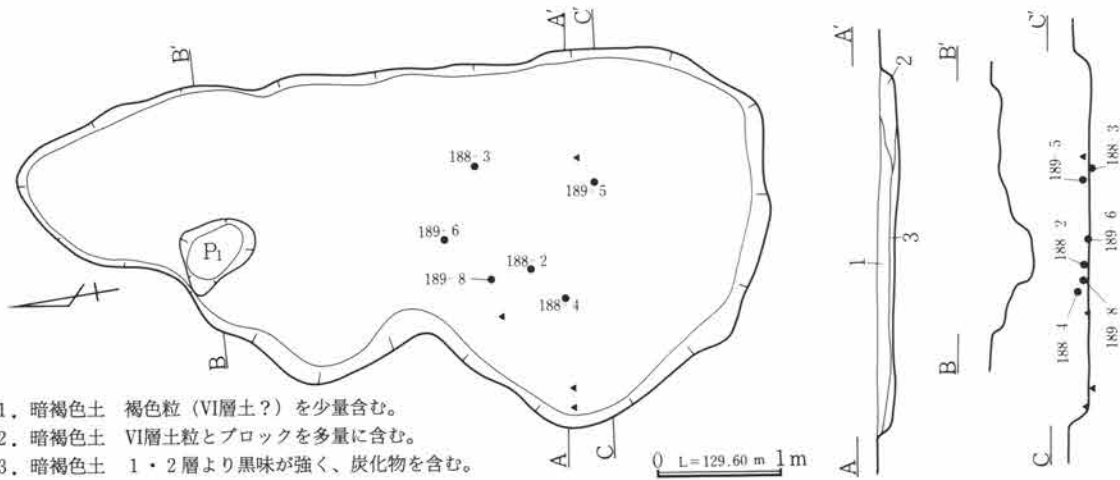 A'
C'
B'
188-3
189-5
189-6
188-2
189-8
188-4
P1
B
A
C
1．暗褐色土　褐色粒（VI層土？）を少量含む。
2．暗褐色土　VI層土粒とブロックを多量に含む。
3．暗褐色土　1・2層より黒味が強く、炭化物を含む。
0 L=129.60 m 1m
A'
2
1
3
A
B'
B
C'
189-5
188-3
188-2
189-6
188-4
189-8
C